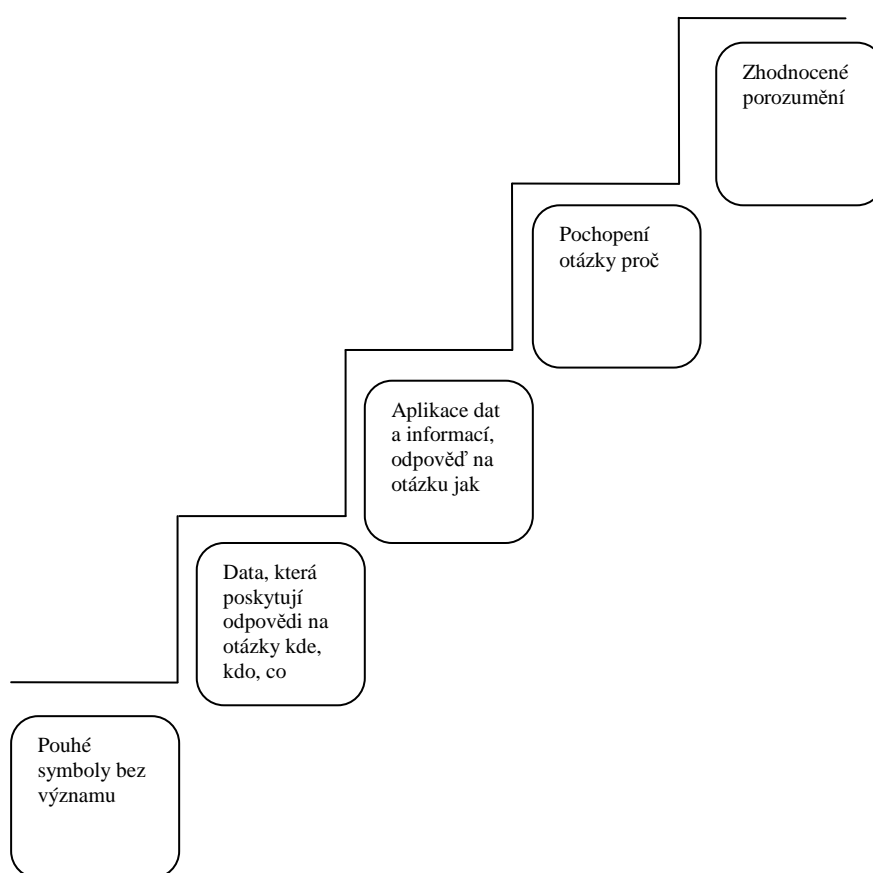 Zhodnocené
porozumění
Pochopení
otázky proč
Aplikace dat
a informací,
odpověď na
otázku jak
Data, která
poskytují
odpovědi na
otázky kde,
kdo, co
Pouhé
symboly bez
významu